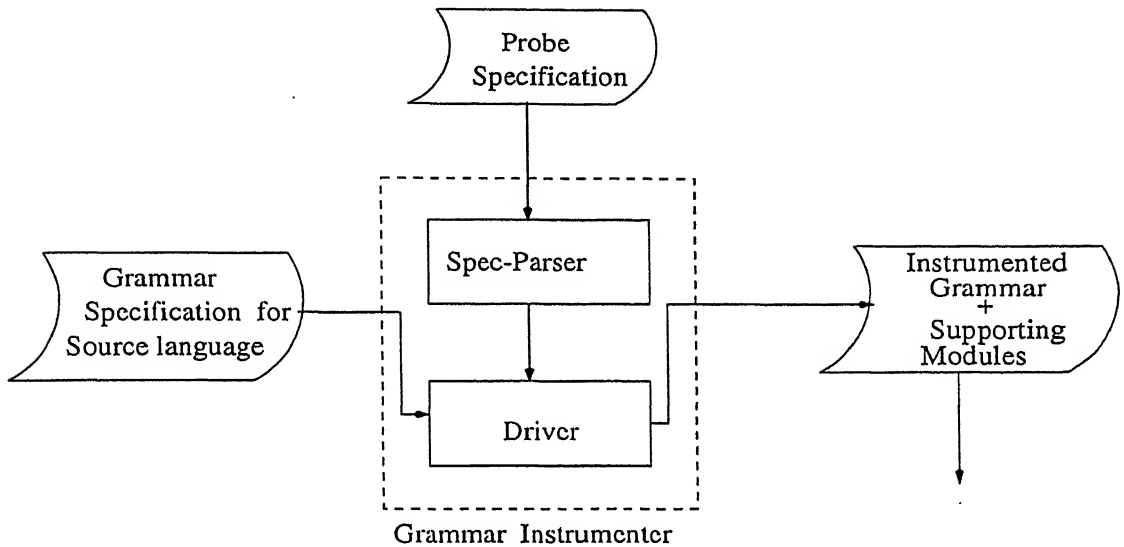 Probe
Specification
Spec-Parser
Grammar
Specification for
Source language
Instrumented
Grammar
+
Supporting
Modules
Driver
Grammar Instrumenter